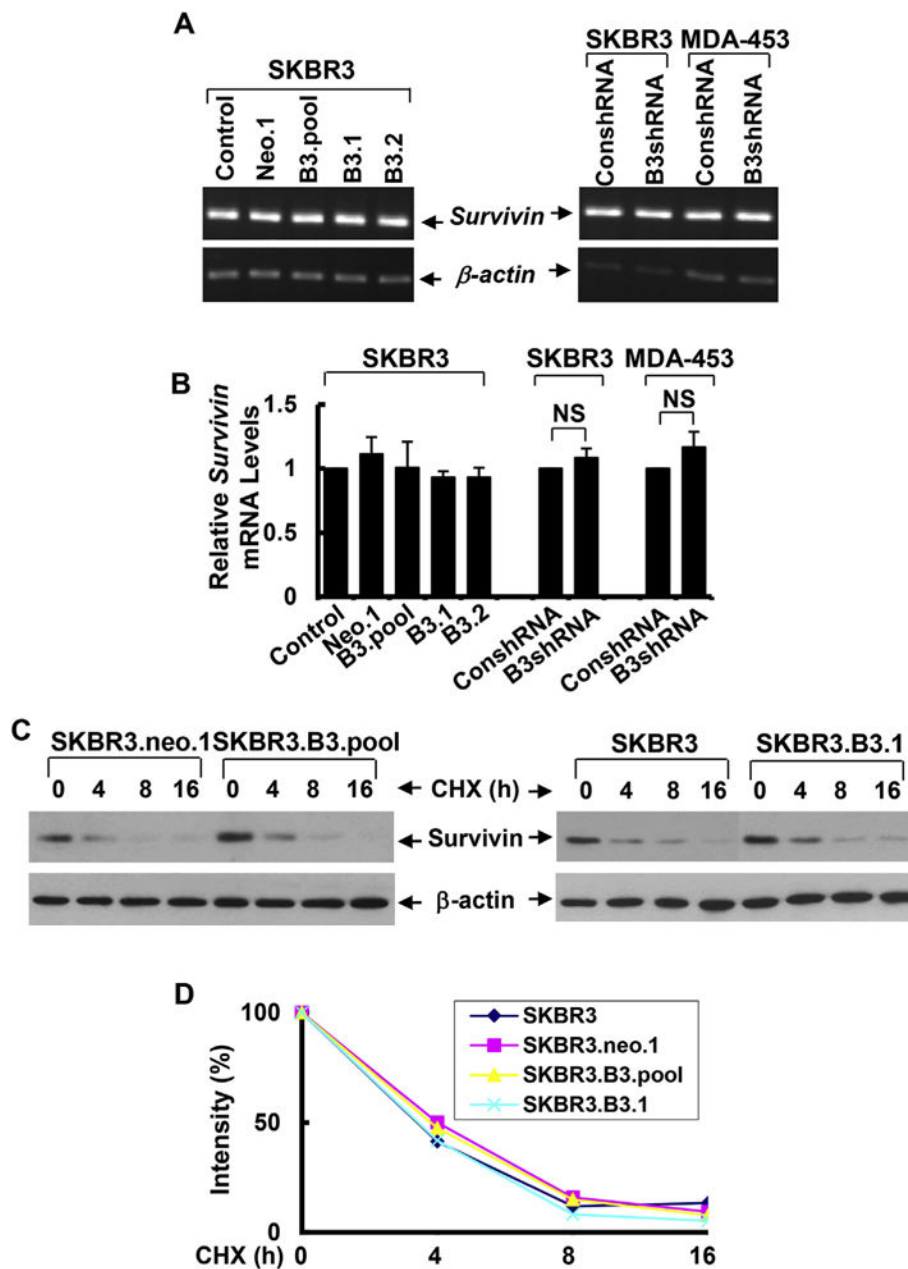 A
SKBR3
Control
Neo.1
B3.pool
B3.1
B3.2
SKBR3 MDA-453
ConshRNA
B3shRNA
ConshRNA
B3shRNA
Survivin
β-actin
B
SKBR3
SKBR3
MDA-453
NS
NS
Relative Survivin
mRNA Levels
1.5
1
0.5
0
Control
Neo.1
B3.pool
B3.1
B3.2
ConshRNA
B3shRNA
ConshRNA
B3shRNA
C
SKBR3.neo.1 SKBR3.B3.pool
SKBR3
SKBR3.B3.1
0 4 8 16 0 4 8 16
CHX (h)
0 4 8 16 0 4 8 16
Survivin
β-actin
D
Intensity (%)
100
50
0
SKBR3
SKBR3.neo.1
SKBR3.B3.pool
SKBR3.B3.1
CHX (h) 0 4 8 16